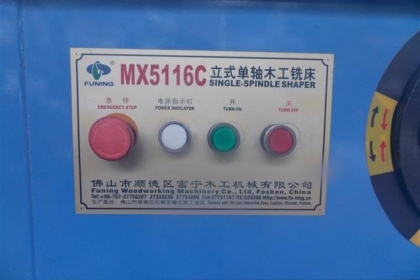 FUNING
MX5116C 立式单轴木工铣床
SINGLE-SPINDLE SHAPER
急 停 电源指示灯 开 关
EMERGENCY STOP POWER INDICATOR TURN ON TURN OFF
佛山市顺德区富宁木工机械有限公司
Funing Woodworking Machinery Co., Ltd, Foshan, China.